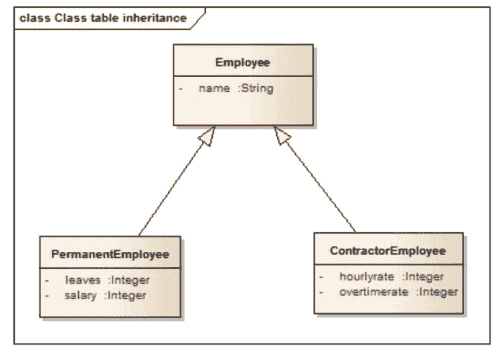 class Class table inheritance
Employee
- name :String
PermanentEmployee
- leaves :Integer
- salary :Integer
ContractorEmployee
- hourlyrate :Integer
- overtimerate :Integer